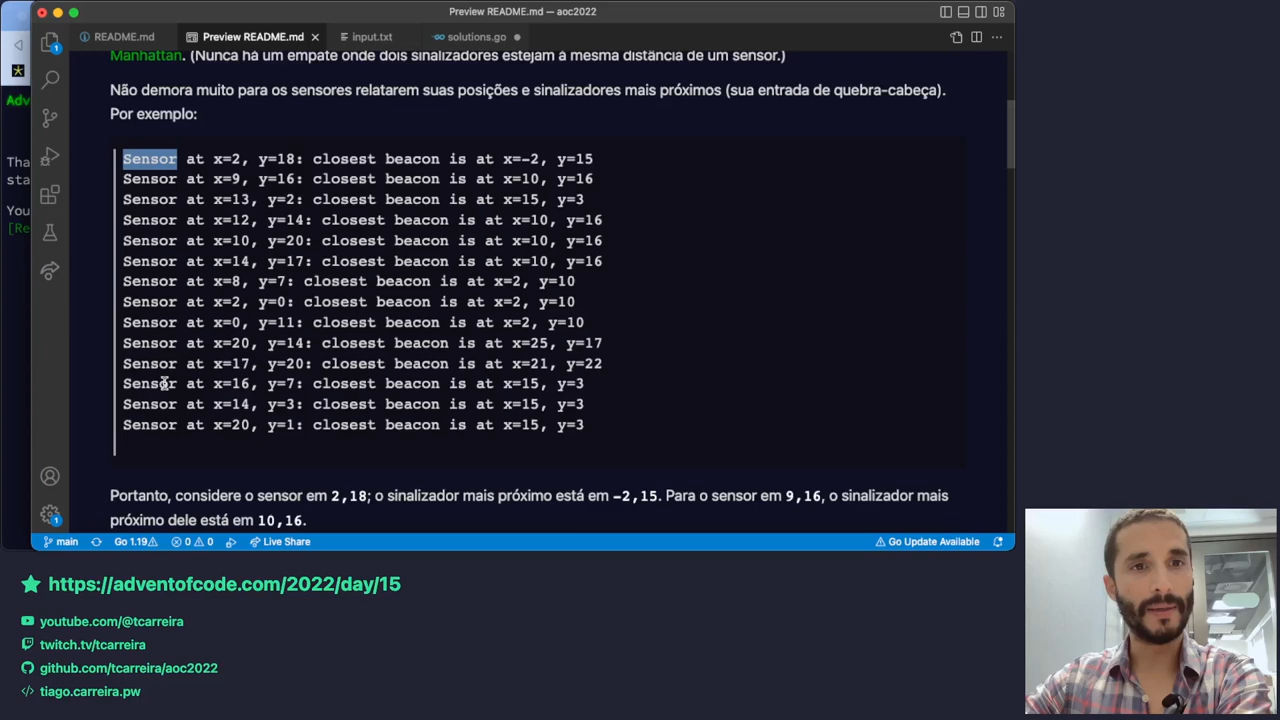 Preview README.md — aoc2022
README.md
Preview README.md
input.txt
solutions.go
Manhattan. (Nunca há um empate onde dois sinalizadores estejam à mesma distância de um sensor.)
Não demora muito para os sensores relatarem suas posições e sinalizadores mais próximos (sua entrada de quebra-cabeça).
Por exemplo:
Sensor at x=2, y=18: closest beacon is at x=-2, y=15
Sensor at x=9, y=16: closest beacon is at x=10, y=16
Sensor at x=13, y=2: closest beacon is at x=15, y=3
Sensor at x=12, y=14: closest beacon is at x=10, y=16
Sensor at x=10, y=20: closest beacon is at x=10, y=16
Sensor at x=14, y=17: closest beacon is at x=10, y=16
Sensor at x=8, y=7: closest beacon is at x=2, y=10
Sensor at x=2, y=0: closest beacon is at x=2, y=10
Sensor at x=0, y=11: closest beacon is at x=2, y=10
Sensor at x=20, y=14: closest beacon is at x=25, y=17
Sensor at x=17, y=20: closest beacon is at x=21, y=22
Sensor at x=16, y=7: closest beacon is at x=15, y=3
Sensor at x=14, y=3: closest beacon is at x=15, y=3
Sensor at x=20, y=1: closest beacon is at x=15, y=3
Portanto, considere o sensor em 2,18; o sinalizador mais próximo está em -2,15. Para o sensor em 9,16, o sinalizador mais
próximo dele está em 10,16.
Adv
Tha
sta
You
[Re
1
1
main
Go 1.19
0
0
Live Share
Go Update Available
https://adventofcode.com/2022/day/15
youtube.com/@tcarreira
twitch.tv/tcarreira
github.com/tcarreira/aoc2022
tiago.carreira.pw